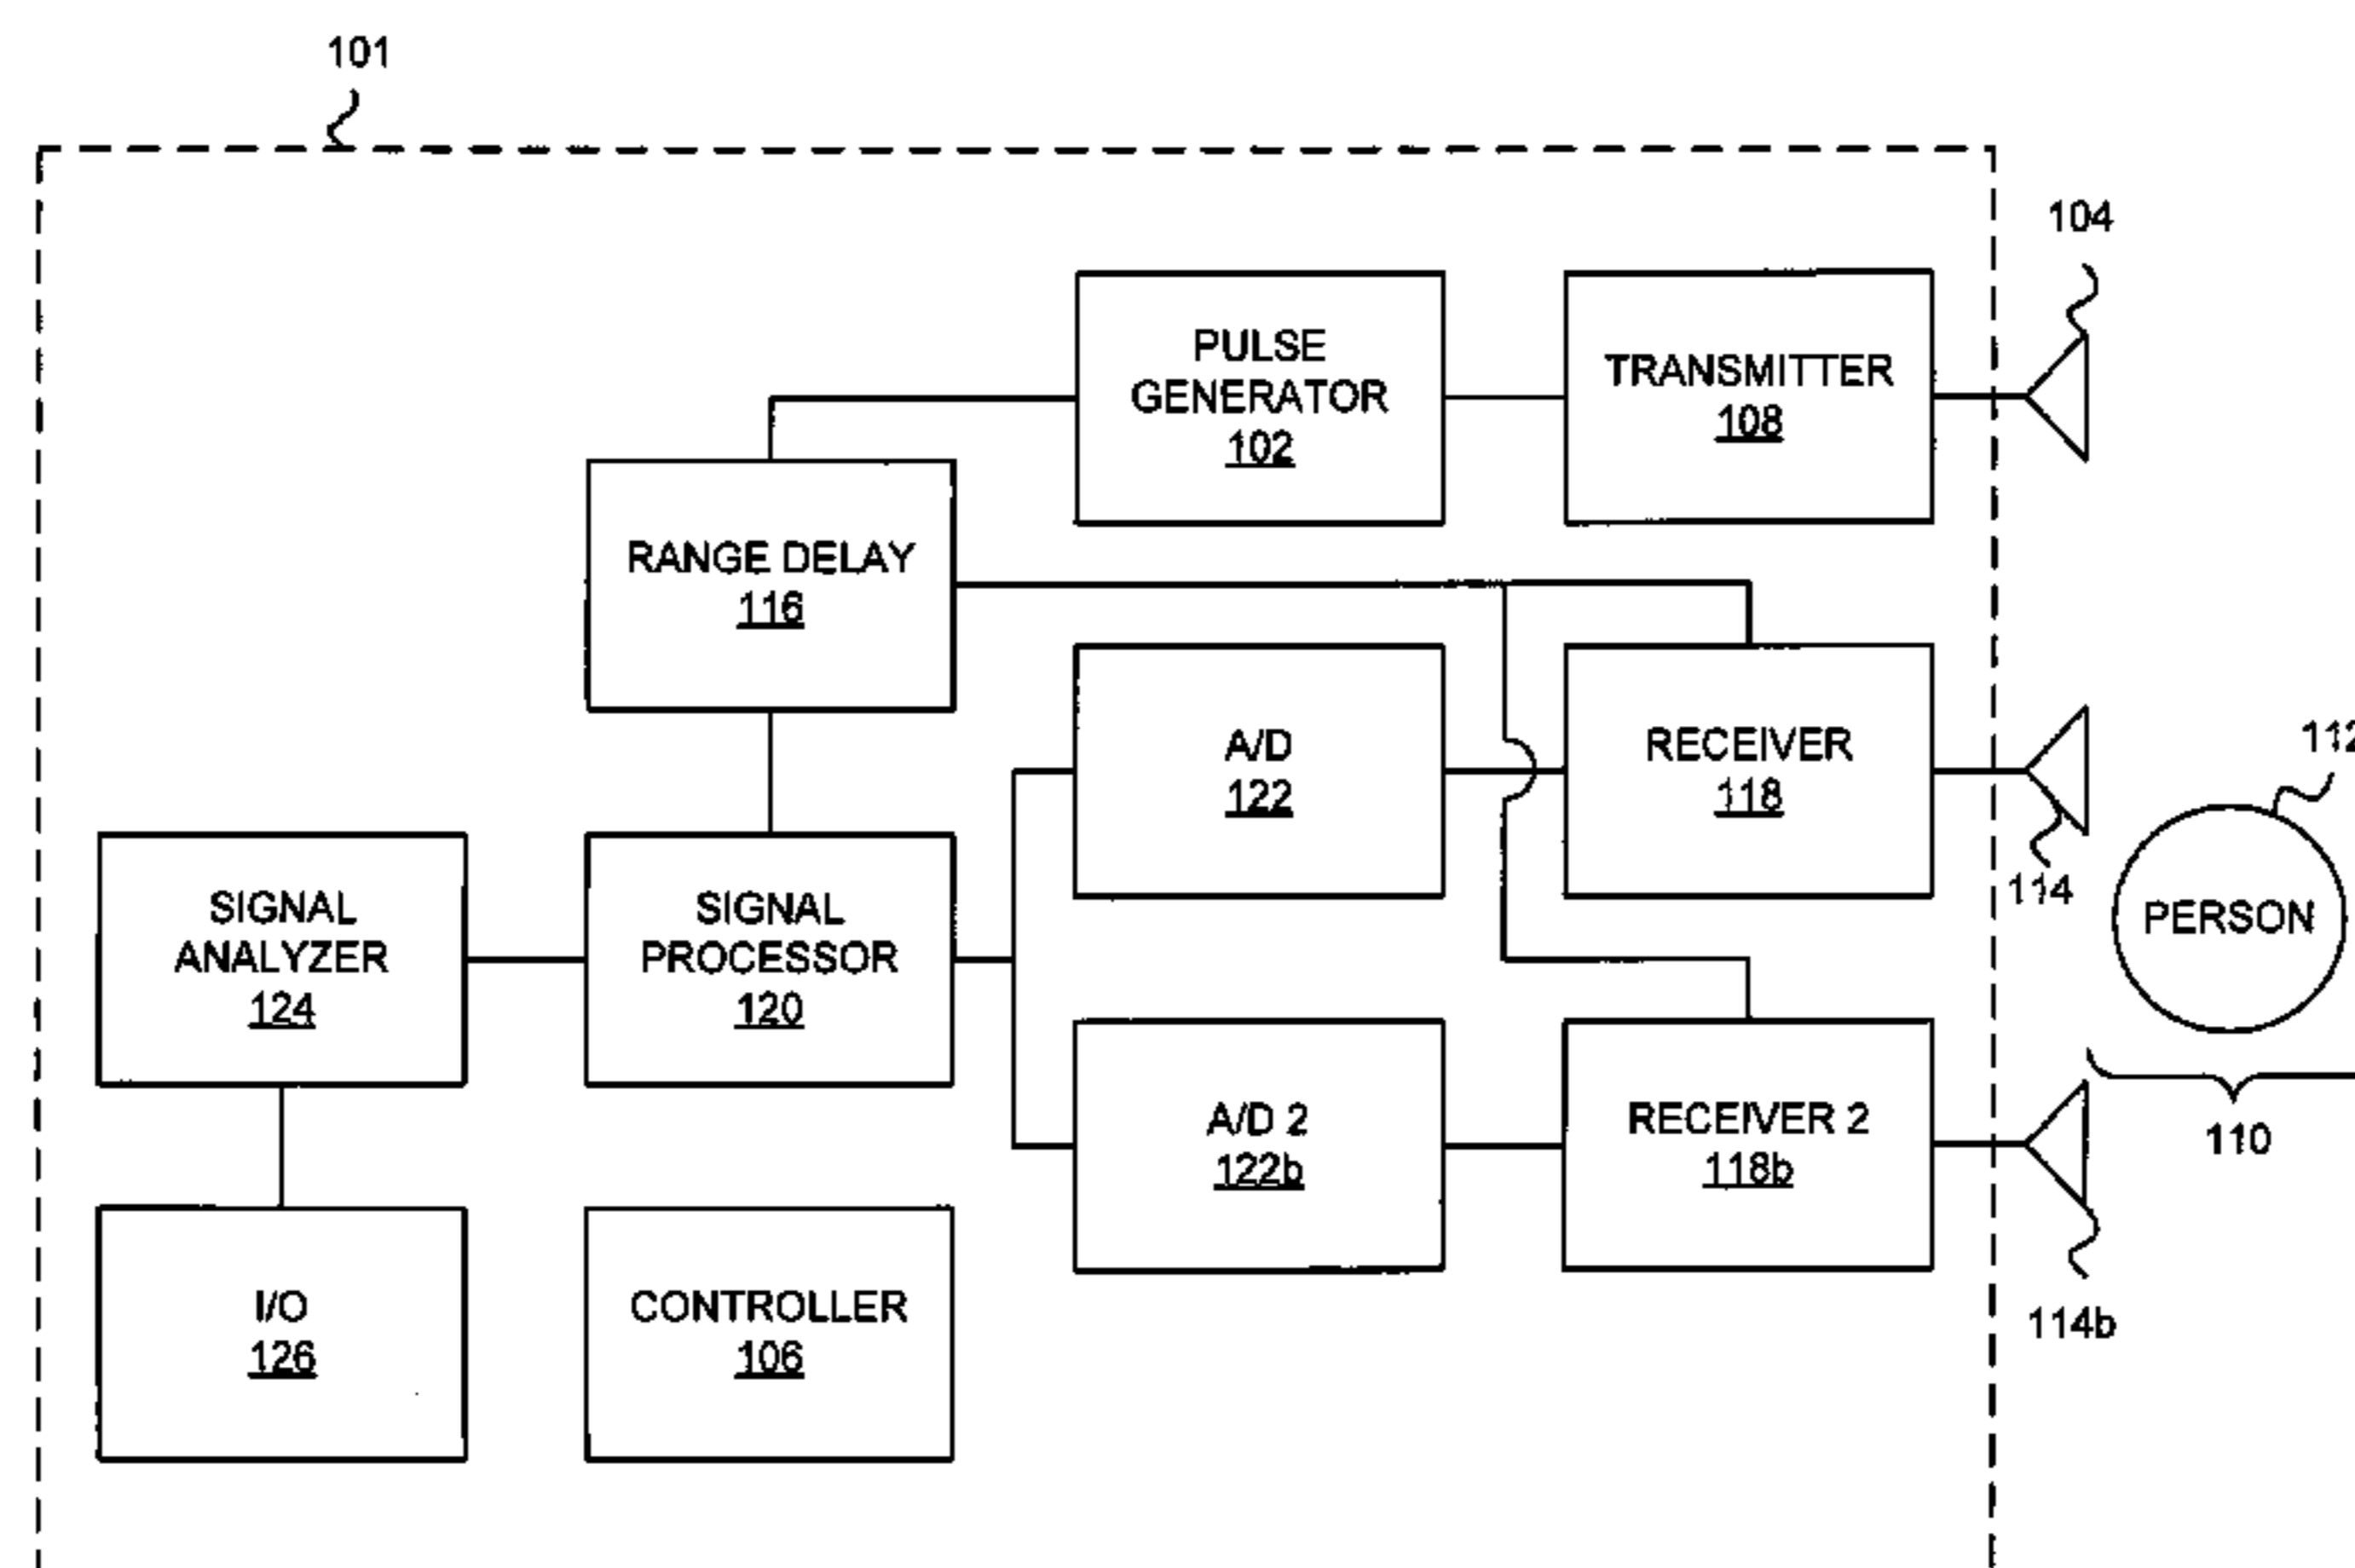 101
104
PULSE
GENERATOR
102
TRANSMITTER
108
RANGE DELAY
116
A/D
122
RECEIVER
118
112
114
PERSON
SIGNAL
ANALYZER
124
SIGNAL
PROCESSOR
120
A/D 2
122b
RECEIVER 2
118b
110
I/O
126
CONTROLLER
106
114b